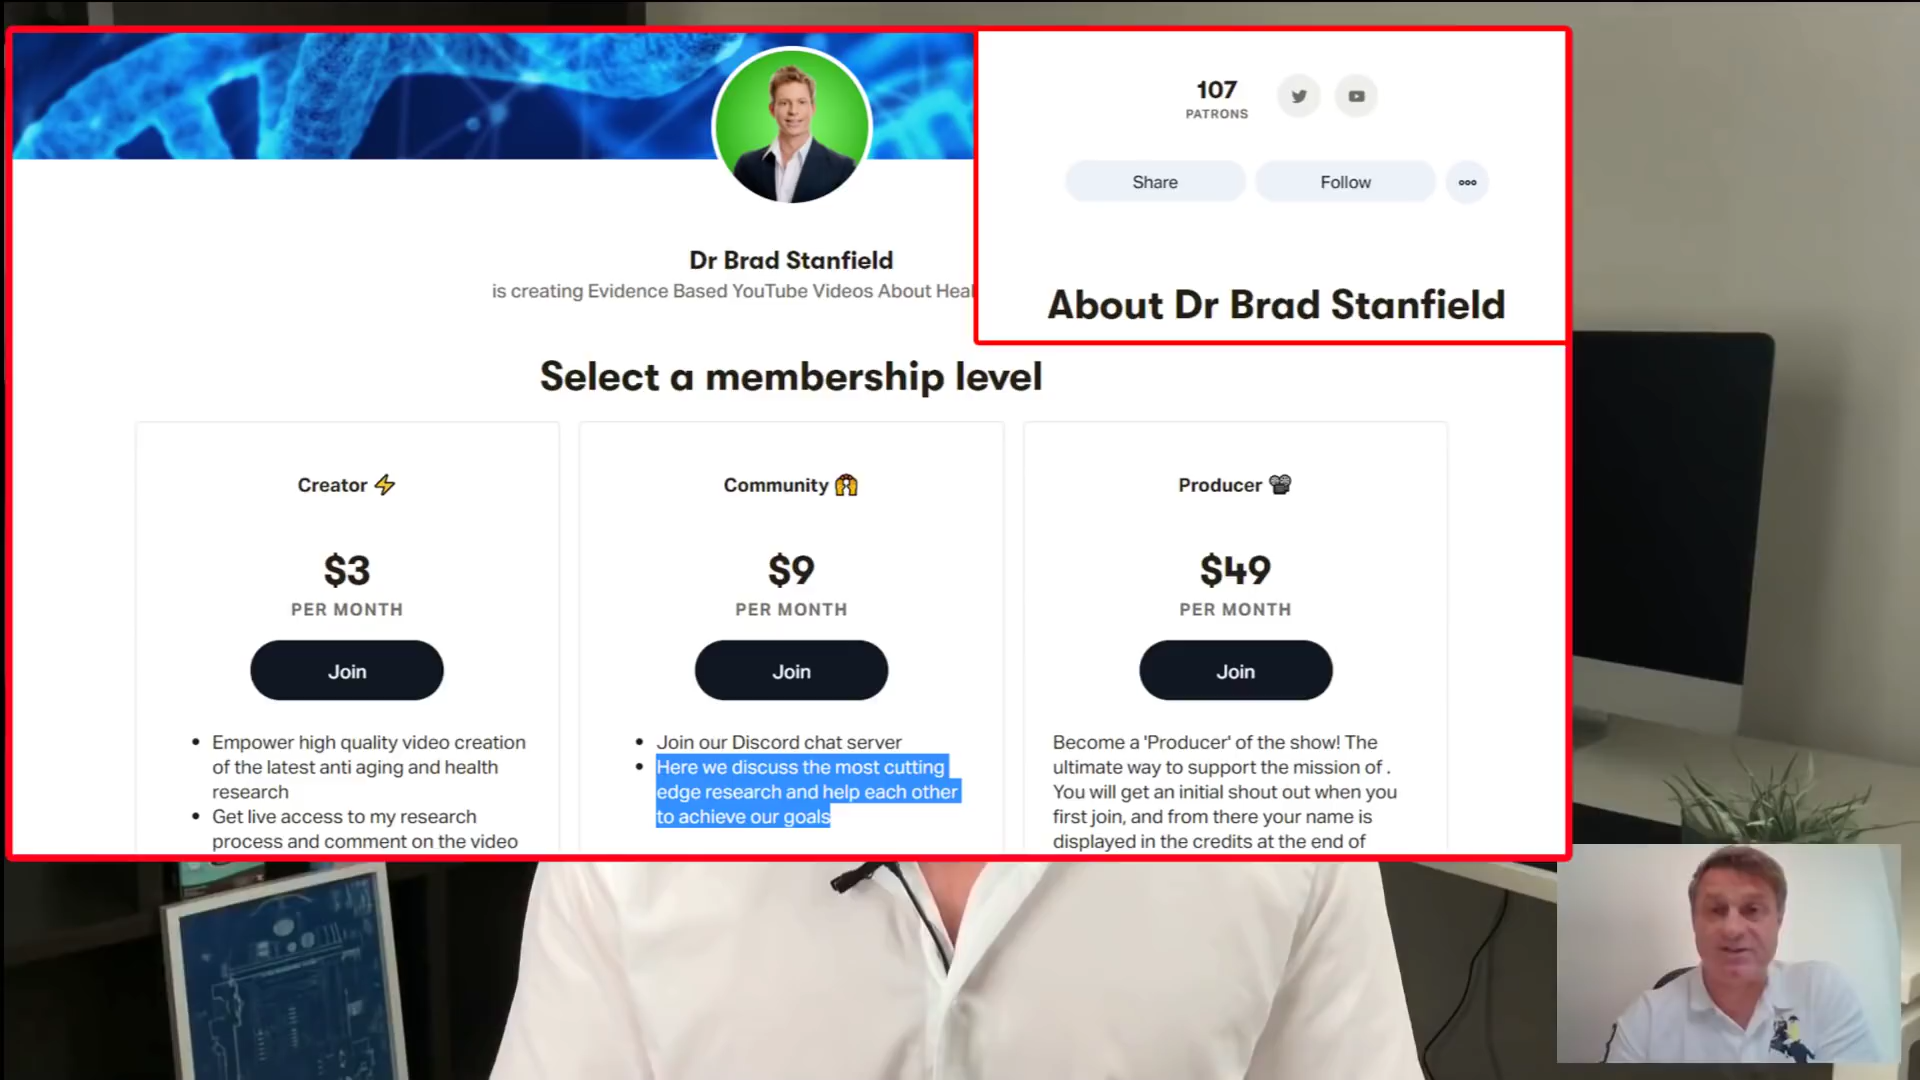 107
PATRONS
Share
Follow
Dr Brad Stanfield
is creating Evidence Based YouTube Videos About Heal
About Dr Brad Stanfield
Select a membership level
Creator ⚡
$3
PER MONTH
Join
• Empower high quality video creation
of the latest anti aging and health
research
• Get live access to my research
process and comment on the video
Community 🙌
$9
PER MONTH
Join
• Join our Discord chat server
• Here we discuss the most cutting
edge research and help each other
to achieve our goals
Producer 📽
$49
PER MONTH
Join
Become a 'Producer' of the show! The
ultimate way to support the mission of .
You will get an initial shout out when you
first join, and from there your name is
displayed in the credits at the end of